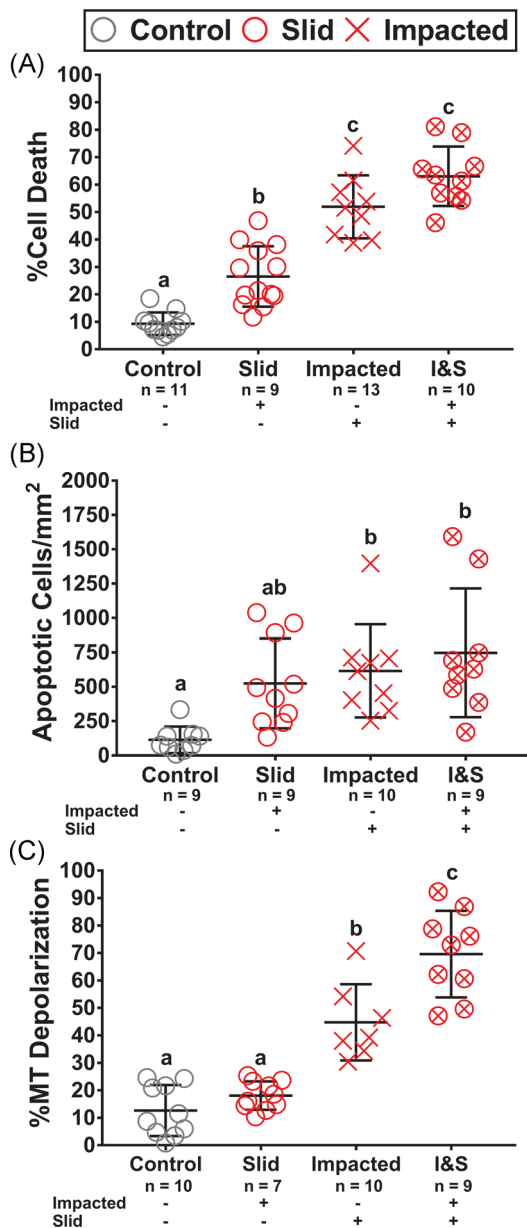 Control Slid Impacted
(A)
100
90
80
70
60
50
40
30
20
10
0
%Cell Death
a
b
c
c
Control Slid Impacted I&S
n = 11 n = 9 n = 13 n = 10
Impacted - + - +
Slid - - + +
(B)
2000
1750
1500
1250
1000
750
500
250
0
Apoptotic Cells/mm²
a
ab
b
b
Control Slid Impacted I&S
n = 9 n = 9 n = 10 n = 9
Impacted - + - +
Slid - - + +
(C)
100
90
80
70
60
50
40
30
20
10
0
%MT Depolarization
a
a
b
c
Control Slid Impacted I&S
n = 10 n = 7 n = 10 n = 9
Impacted - + - +
Slid - - + +